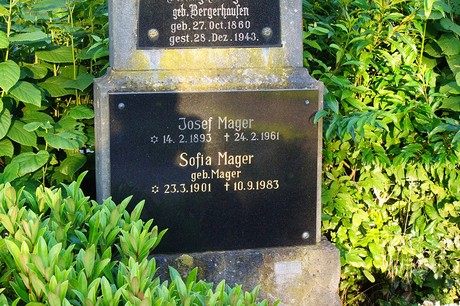 geb. Bergerhausen
geb. 27. Okt. 1860
gest. 28. Dez. 1943.
Josef Mager
✡ 14. 2. 1893 ✝ 24. 2. 1961
Sofia Mager
geb. Mager
✡ 23. 3. 1901 ✝ 10. 9. 1983